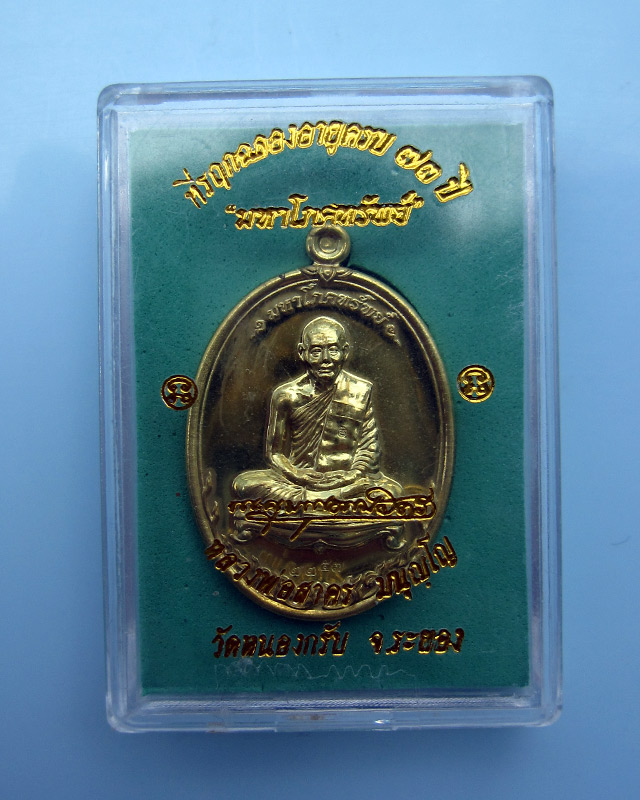 ที่ระฤกฉลองอายุครบ ๗๓ ปี
"มหาโภคทรัพย์"
มหาโภคทรัพย์
หลวงพ่อสาคร มนุญโญ
วัดหนองกรับ จ.ระยอง